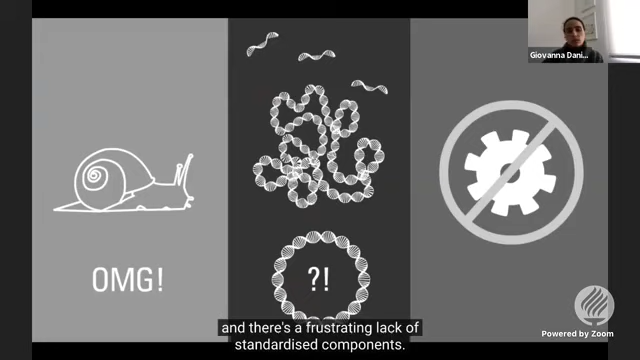 Giovanna Dani...
OMG!
?!
and there's a frustrating lack of
standardised components.
Powered by Zoom